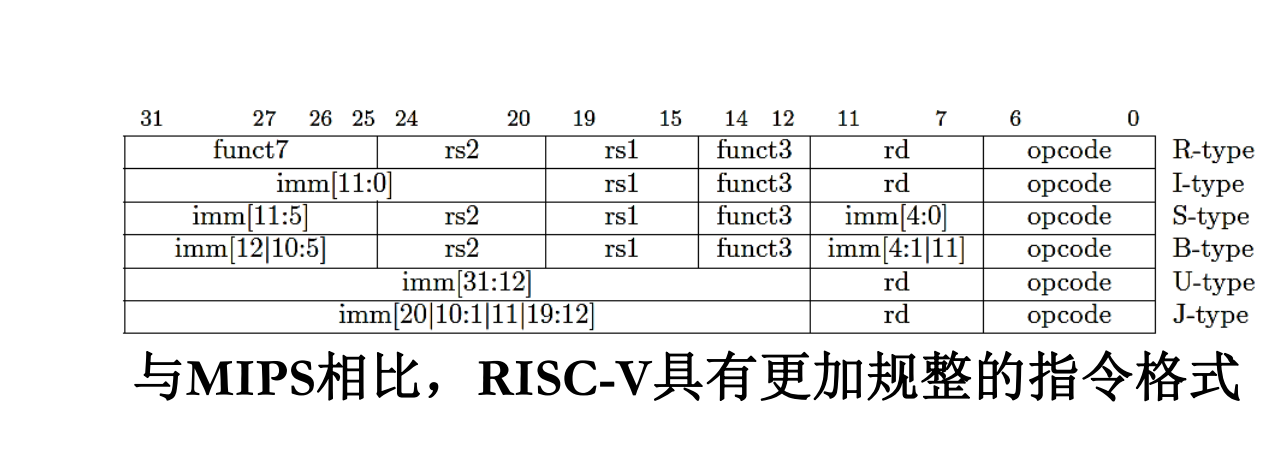 31 27 26 25 24 20 19 15 14 12 11 7 6 0
funct7 rs2 rs1 funct3 rd opcode R-type
imm[11:0] rs1 funct3 rd opcode I-type
imm[11:5] rs2 rs1 funct3 imm[4:0] opcode S-type
imm[12|10:5] rs2 rs1 funct3 imm[4:1|11] opcode B-type
imm[31:12] rd opcode U-type
imm[20|10:1|11|19:12] rd opcode J-type
与MIPS相比，RISC-V具有更加规整的指令格式